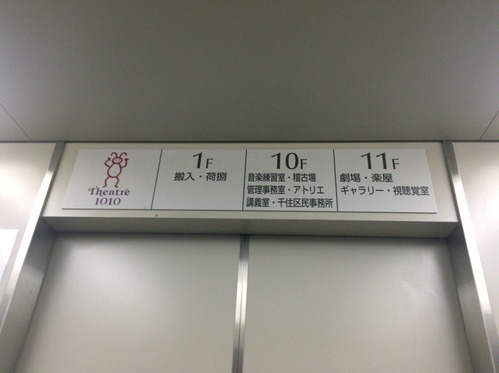 Theatre
1010
1F
搬入・荷捌
10F
音楽練習室・稽古場
管理事務室・アトリエ
講義室・千住区民事務所
11F
劇場・楽屋
ギャラリー・視聴覚室